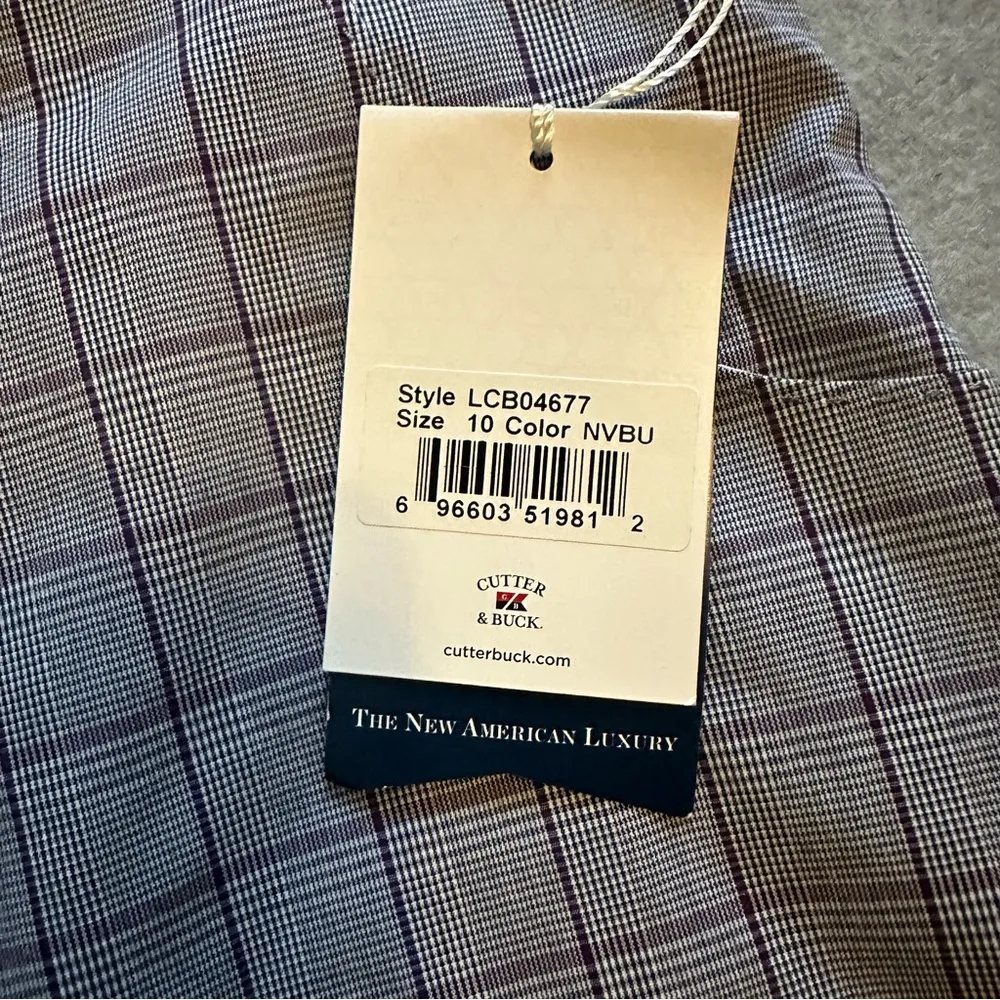 Style LCB04677
Size 10 Color NVBU
6 96603 51981 2
CUTTER
& BUCK
cutterbuck.com
THE NEW AMERICAN LUXURY